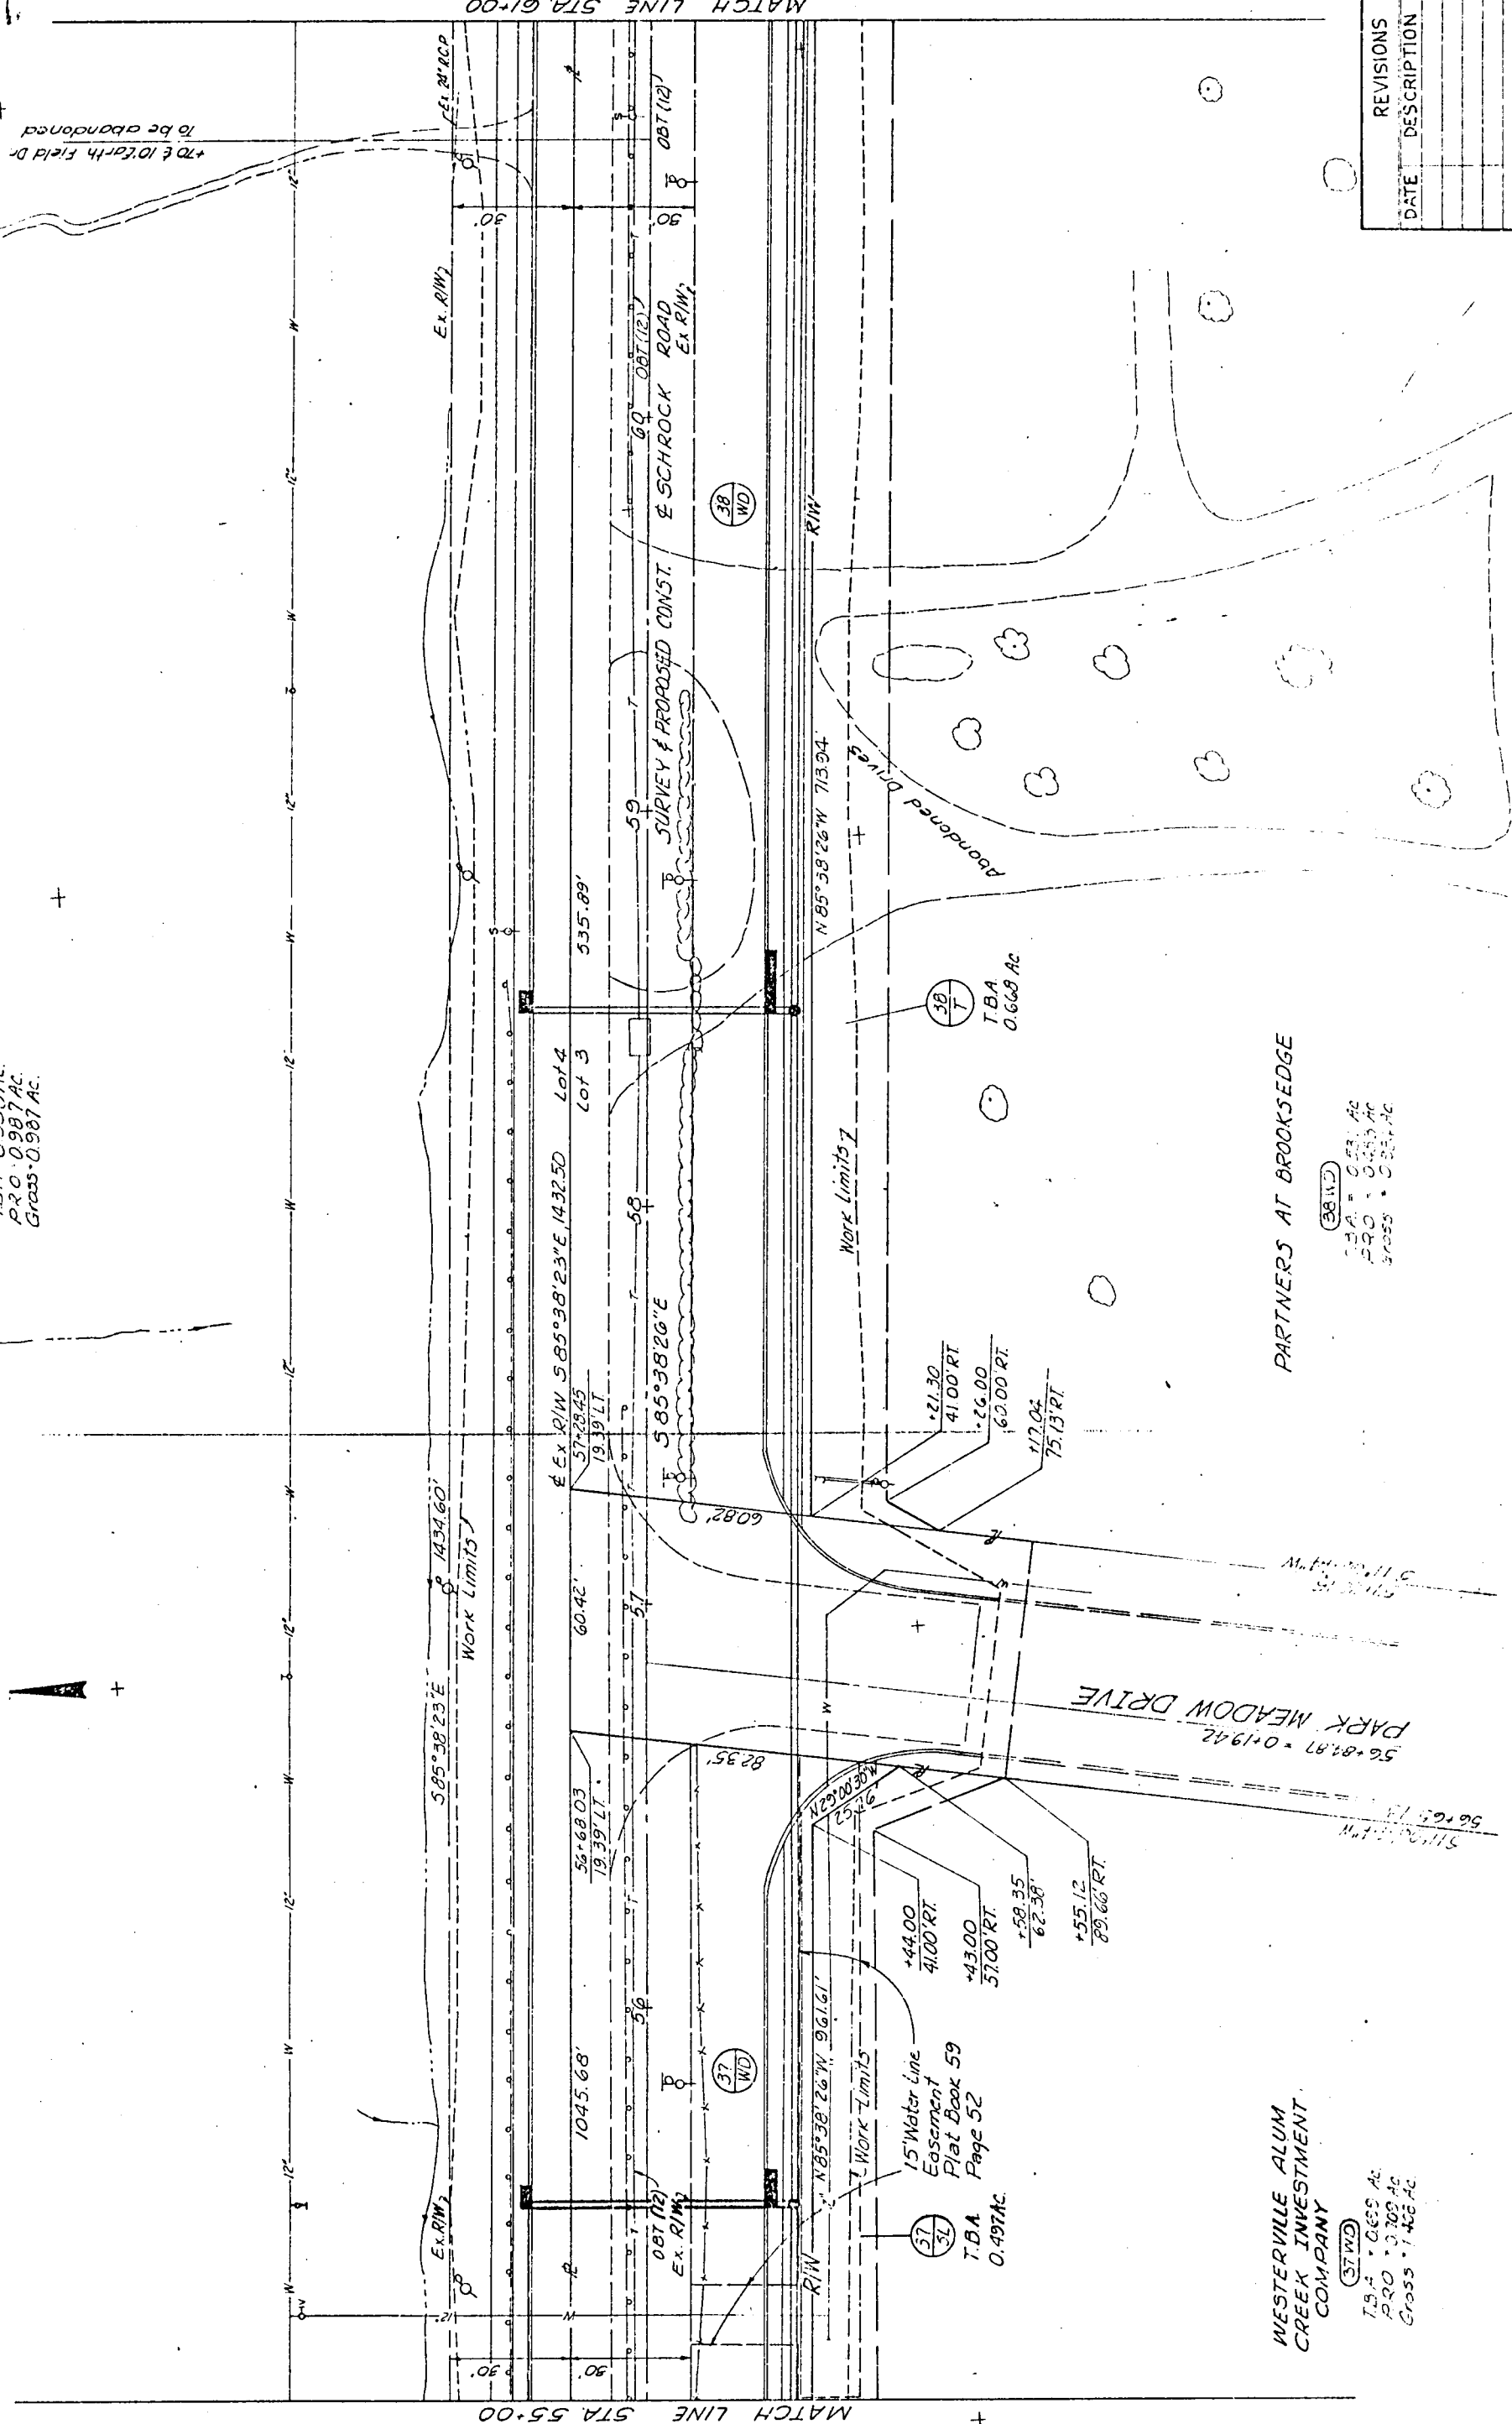 MATCH LINE STA. 61+00
MATCH LINE STA. 55+00
REVISIONS
DATE DESCRIPTION
+70 ℄ 10' Earth Field Dr
To be abandoned
Ex. 24" RCP
PRO 0.987 AC.
Gross=0.987 AC.
Ex. R/W
30'
30'
12"
W
S 85°38'23"E
1434.60'
Work Limits
Ex. R/W
30'
30'
1045.68'
56+68.03
19.39' LT.
60.42'
℄ Ex R/W S 85°38'23"E, 1432.50
57+28.45
19.39' LT.
Lot 4
Lot 3
535.89'
OBT (12)
Ex. R/W
56
57
58
59
60
S 85°38'26"E
SURVEY & PROPOSED CONST. ℄ SCHROCK ROAD
OBT (12)
Ex R/W
OBT (12)
37
WD
38
WD
82.35'
60.82'
R/W
N 85°38'26"W 961.61'
Work Limits
N29°00'30"W
25.26'
R/W
N 85°38'26"W 713.94'
Abandoned Drive
Work Limits
15' Water Line
Easement
Plat Book 59
Page 52
37
SL
T.B.A.
0.497 AC.
38
T
T.B.A.
0.668 AC
+44.00
41.00' RT.
+43.00
57.00' RT.
+58.35
62.38'
+55.12
89.66' RT.
+21.30
41.00' RT.
+26.00
60.00' RT.
+17.04
75.13' RT.
PARK MEADOW DRIVE
56+84.87 = 0+19.42
WESTERVILLE ALUM
CREEK INVESTMENT
COMPANY
37 WD
PARTNERS AT BROOKSEDGE
38 WD